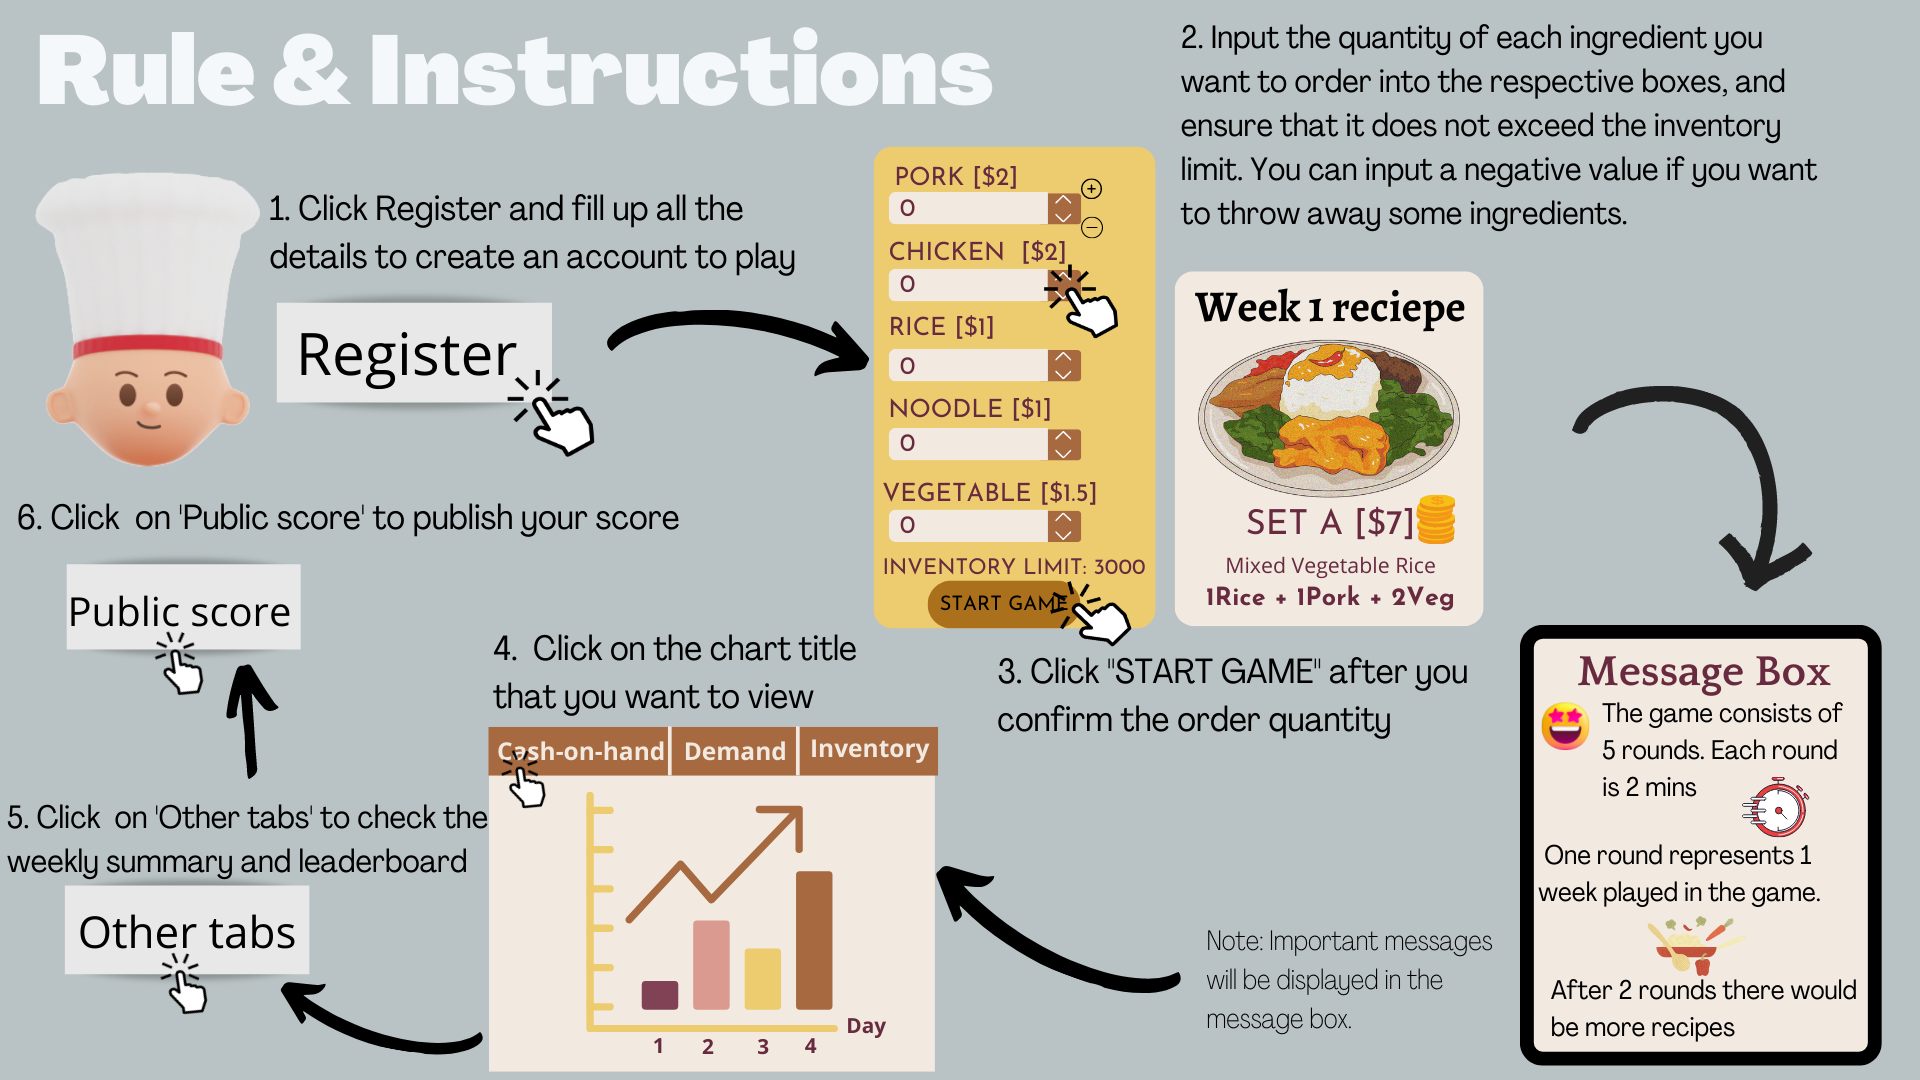 Rule & Instructions
1. Click Register and fill up all the
details to create an account to play
Register
PORK [$2]
0
CHICKEN [$2]
0
RICE [$1]
0
NOODLE [$1]
0
VEGETABLE [$1.5]
0
INVENTORY LIMIT: 3000
START GAME
2. Input the quantity of each ingredient you
want to order into the respective boxes, and
ensure that it does not exceed the inventory
limit. You can input a negative value if you want
to throw away some ingredients.
Week 1 reciepe
SET A [$7]
Mixed Vegetable Rice
1Rice + 1Pork + 2Veg
3. Click "START GAME" after you
confirm the order quantity
Message Box
The game consists of
5 rounds. Each round
is 2 mins
One round represents 1
week played in the game.
After 2 rounds there would
be more recipes
Note: Important messages
will be displayed in the
message box.
4. Click on the chart title
that you want to view
Cash-on-hand Demand Inventory
Day
1 2 3 4
5. Click on 'Other tabs' to check the
weekly summary and leaderboard
Other tabs
6. Click on 'Public score' to publish your score
Public score